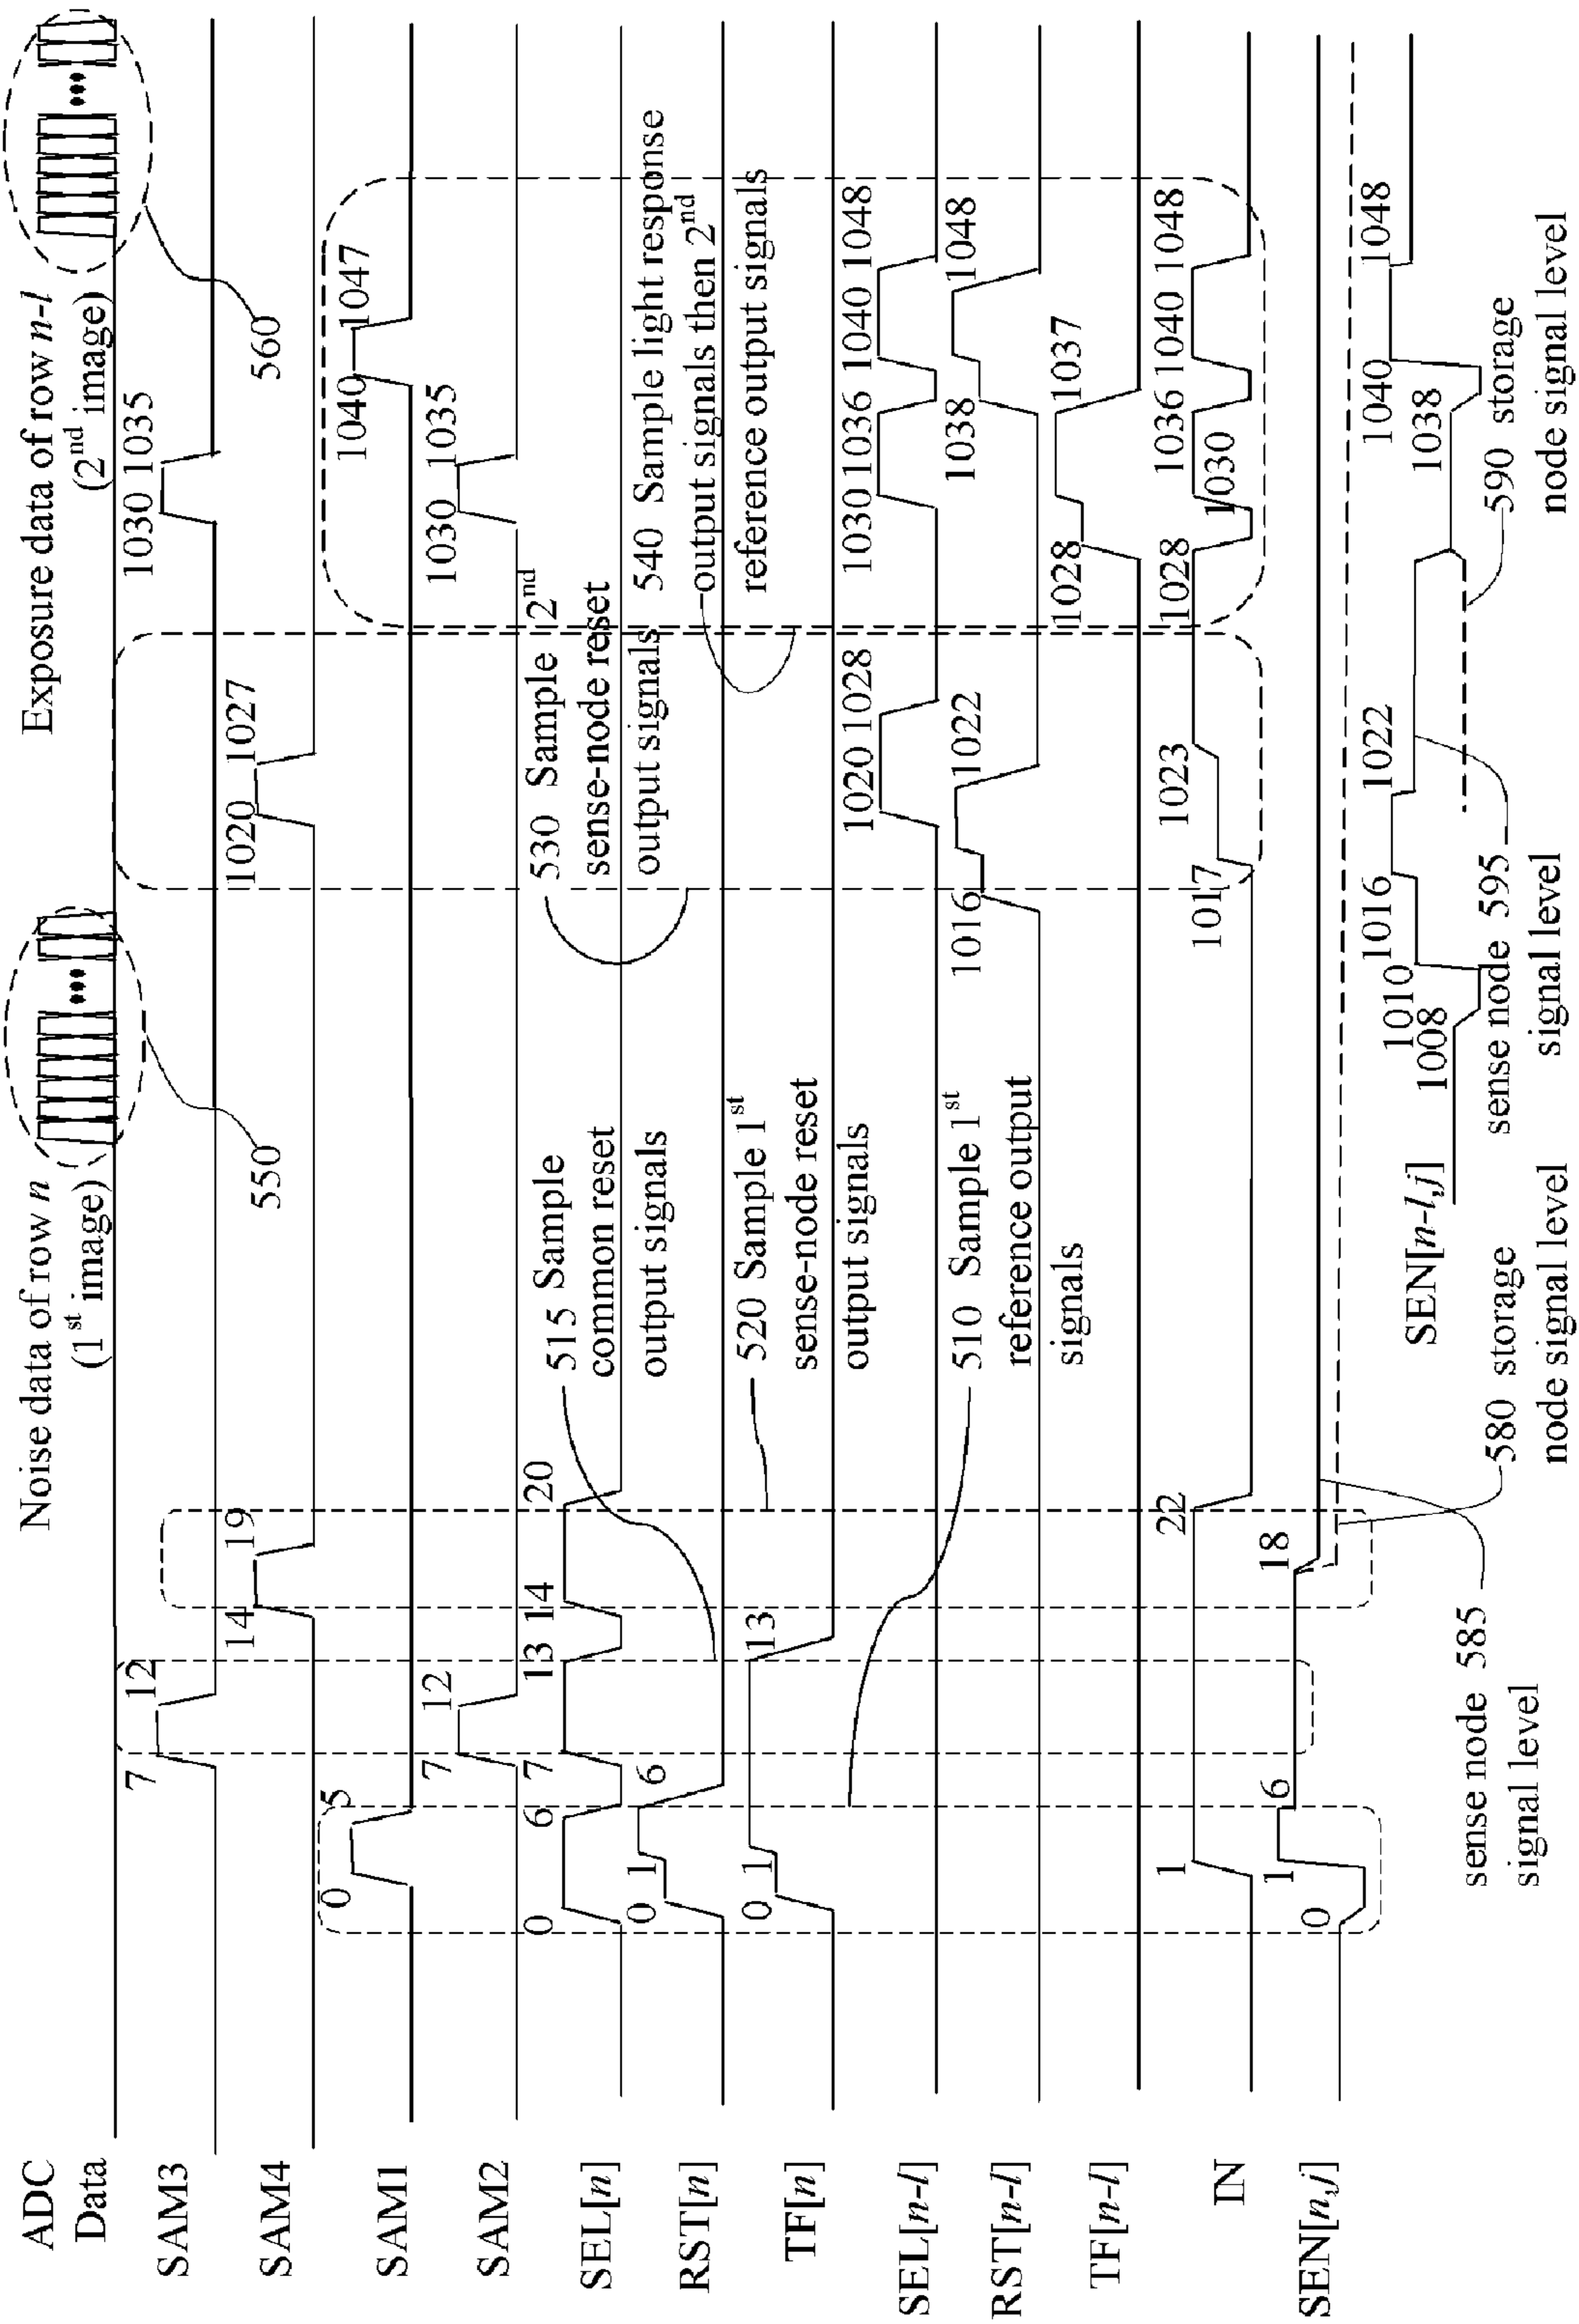 Noise data of row n
(1st image)
Exposure data of row n-l
(2nd image)
ADC
Data
550
560
SAM3
7
12
1030
1035
SAM4
14
19
1020
1027
SAM1
0
5
1040
1047
SAM2
7
12
1030
1035
SEL[n]
0
6
7
13
14
20
515 Sample
common reset
output signals
530 Sample 2nd
sense-node reset
output signals
RST[n]
0
1
6
540 Sample light response
output signals then 2nd
reference output signals
TF[n]
0
1
13
520 Sample 1st
sense-node reset
output signals
SEL[n-l]
1020
1028
1030
1036
1040
1048
RST[n-l]
510 Sample 1st
reference output
signals
1016
1022
1038
1048
TF[n-l]
1028
1037
IN
1
22
1017
1023
1028
1030
1036
1040
1048
SEN[n,j]
0
1
6
18
sense node 585
signal level
580 storage
node signal level
SEN[n-l,j]
1008
1010
1016
1022
1038
1040
1048
sense node 595
signal level
590 storage
node signal level